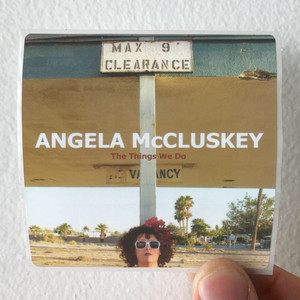 MAX 9'
CLEARANCE
ANGELA McCLUSKEY
The Things We Do
VACANCY